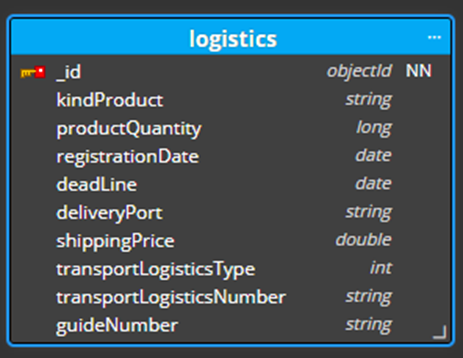 logistics ...
_id objectId NN
kindProduct string
productQuantity long
registrationDate date
deadLine date
deliveryPort string
shippingPrice double
transportLogisticsType int
transportLogisticsNumber string
guideNumber string